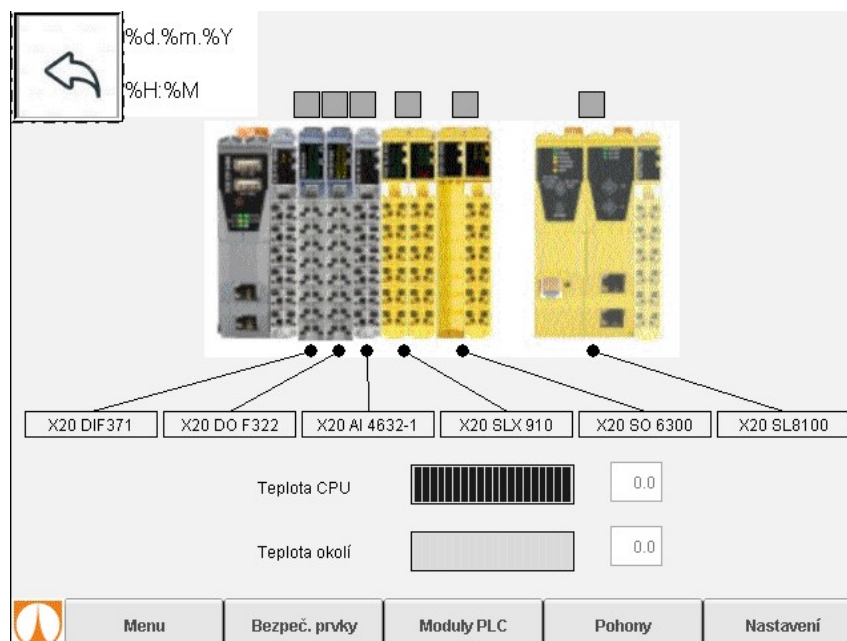 %d.%m.%Y
%H:%M
X20 DIF371
X20 DO F322
X20 AI 4632-1
X20 SLX 910
X20 SO 6300
X20 SL8100
Teplota CPU
0.0
Teplota okolí
0.0
Menu
Bezpeč. prvky
Moduly PLC
Pohony
Nastavení